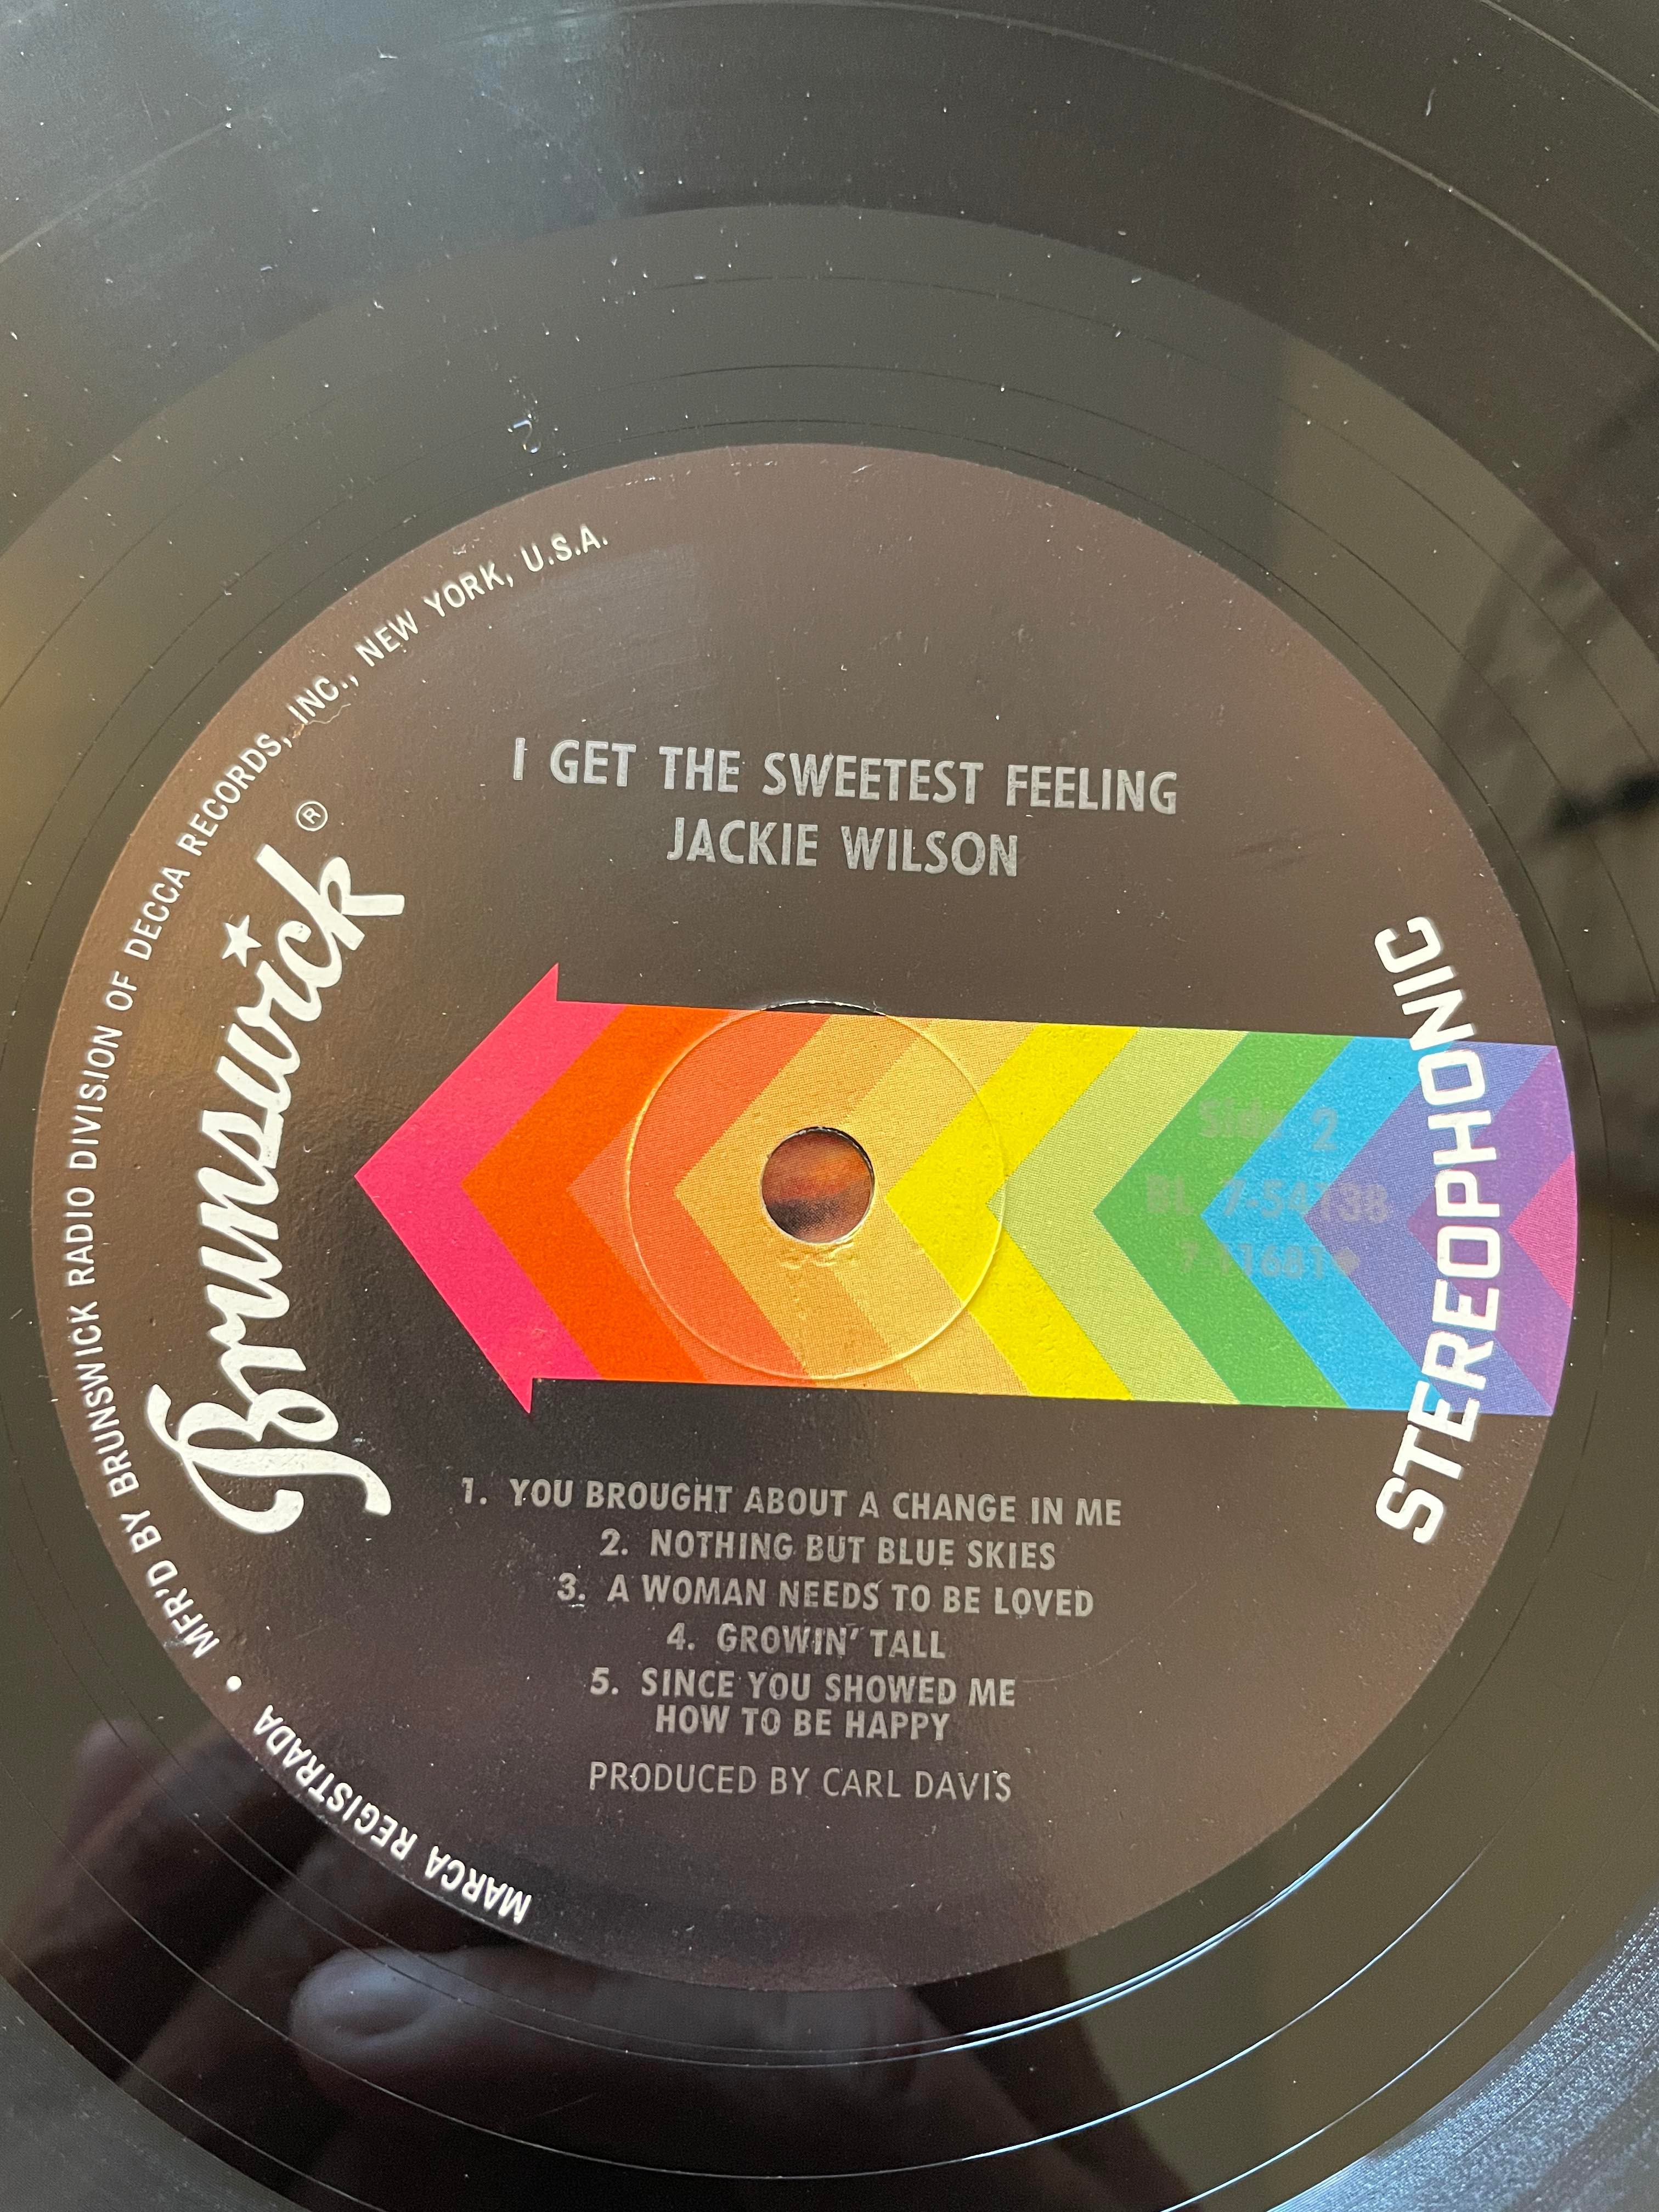 I GET THE SWEETEST FEELING
JACKIE WILSON
Brunswick ®
STEREOPHONIC
Side 2
BL 7-54138
7-11681◆
1. YOU BROUGHT ABOUT A CHANGE IN ME
2. NOTHING BUT BLUE SKIES
3. A WOMAN NEEDS TO BE LOVED
4. GROWIN' TALL
5. SINCE YOU SHOWED ME
HOW TO BE HAPPY
PRODUCED BY CARL DAVIS
MARCA REGISTRADA • MFR'D BY BRUNSWICK RADIO DIVISION OF DECCA RECORDS, INC., NEW YORK, U.S.A.